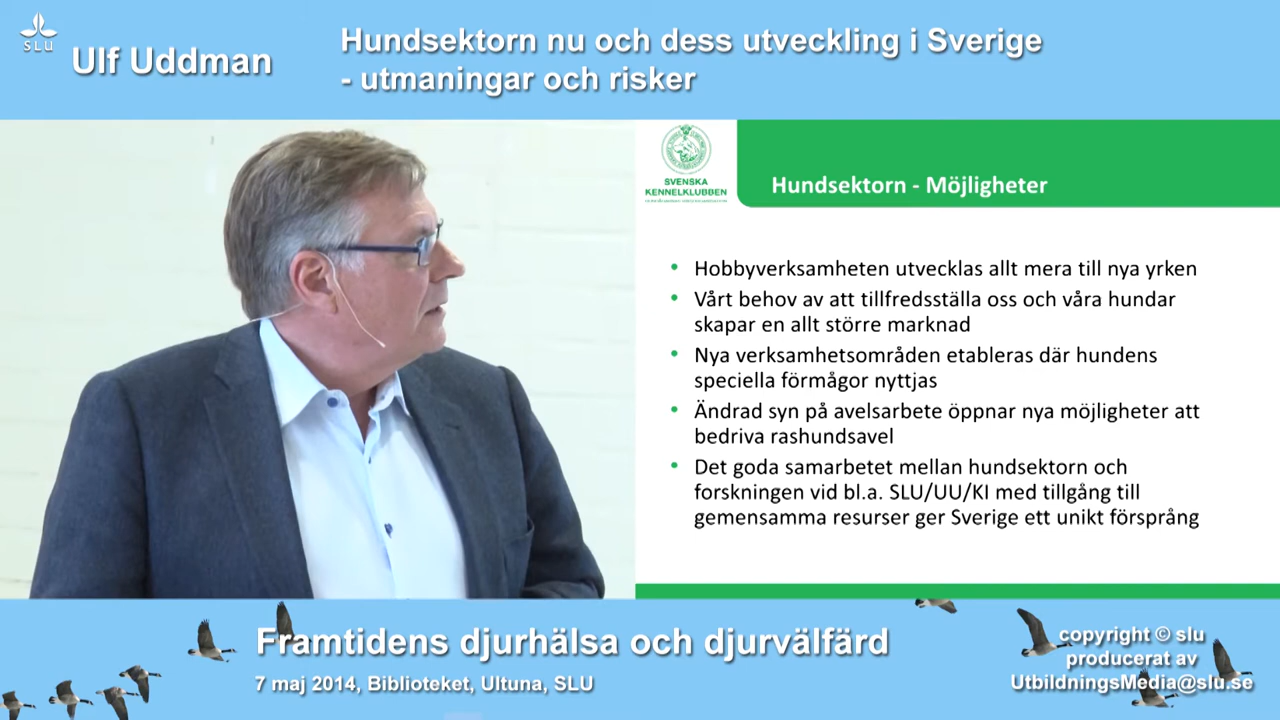 SLU
Ulf Uddman
Hundsektorn nu och dess utveckling i Sverige
- utmaningar och risker
SVENSKA
KENNELKLUBBEN
Hundsektorn - Möjligheter
• Hobbyverksamheten utvecklas allt mera till nya yrken
• Vårt behov av att tillfredsställa oss och våra hundar
skapar en allt större marknad
• Nya verksamhetsområden etableras där hundens
speciella förmågor nyttjas
• Ändrad syn på avelsarbete öppnar nya möjligheter att
bedriva rashundsavel
• Det goda samarbetet mellan hundsektorn och
forskningen vid bl.a. SLU/UU/KI med tillgång till
gemensamma resurser ger Sverige ett unikt försprång
Framtidens djurhälsa och djurvälfärd
7 maj 2014, Biblioteket, Ultuna, SLU
copyright © slu
producerat av
UtbildningsMedia@slu.se